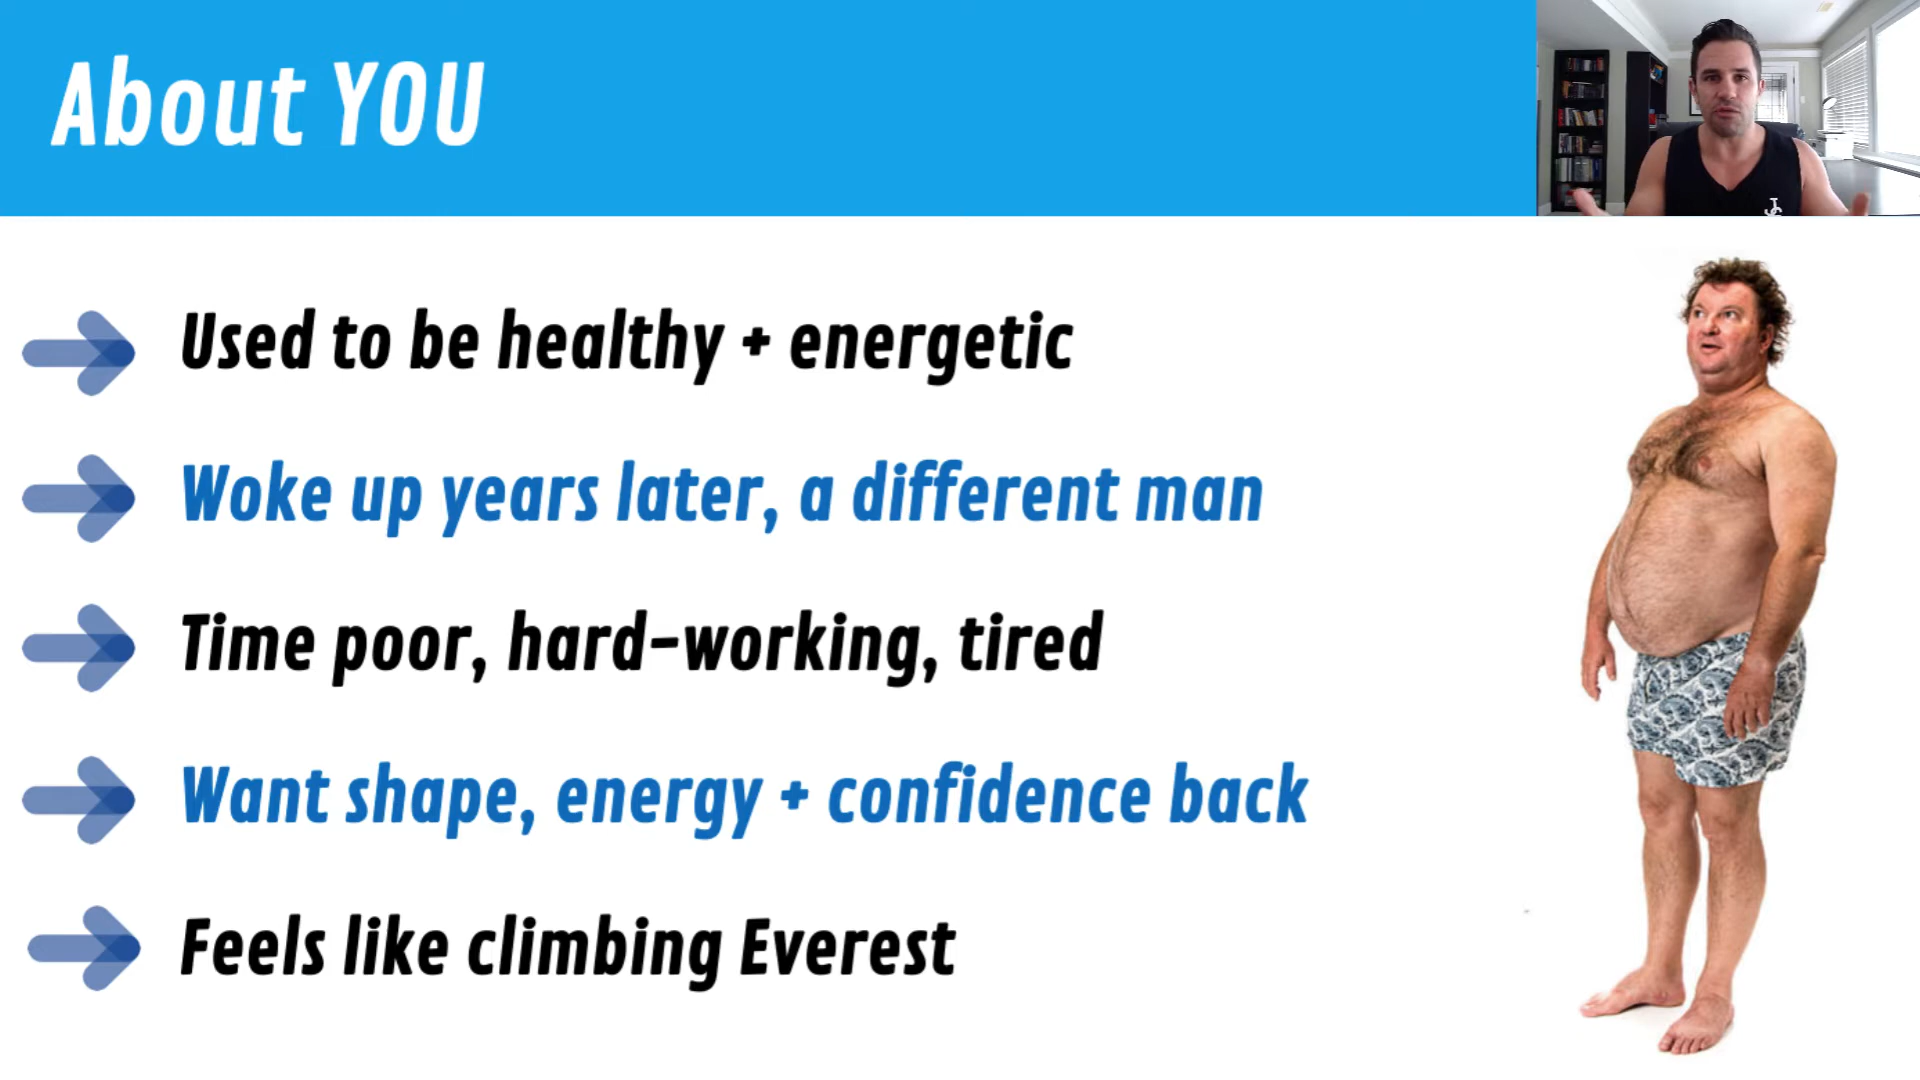 About YOU
Used to be healthy + energetic
Woke up years later, a different man
Time poor, hard-working, tired
Want shape, energy + confidence back
Feels like climbing Everest